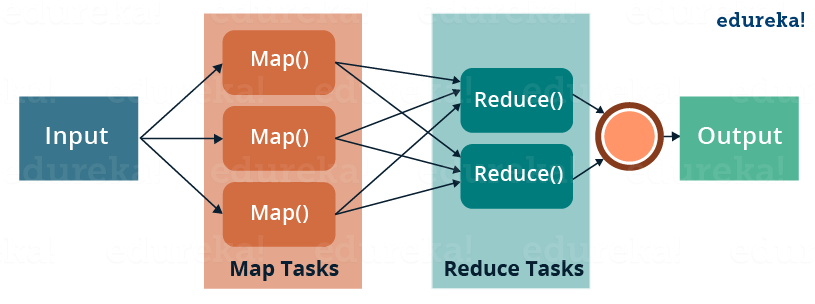 edureka!
Input
Map()
Map()
Map()
Map Tasks
Reduce()
Reduce()
Reduce Tasks
Output